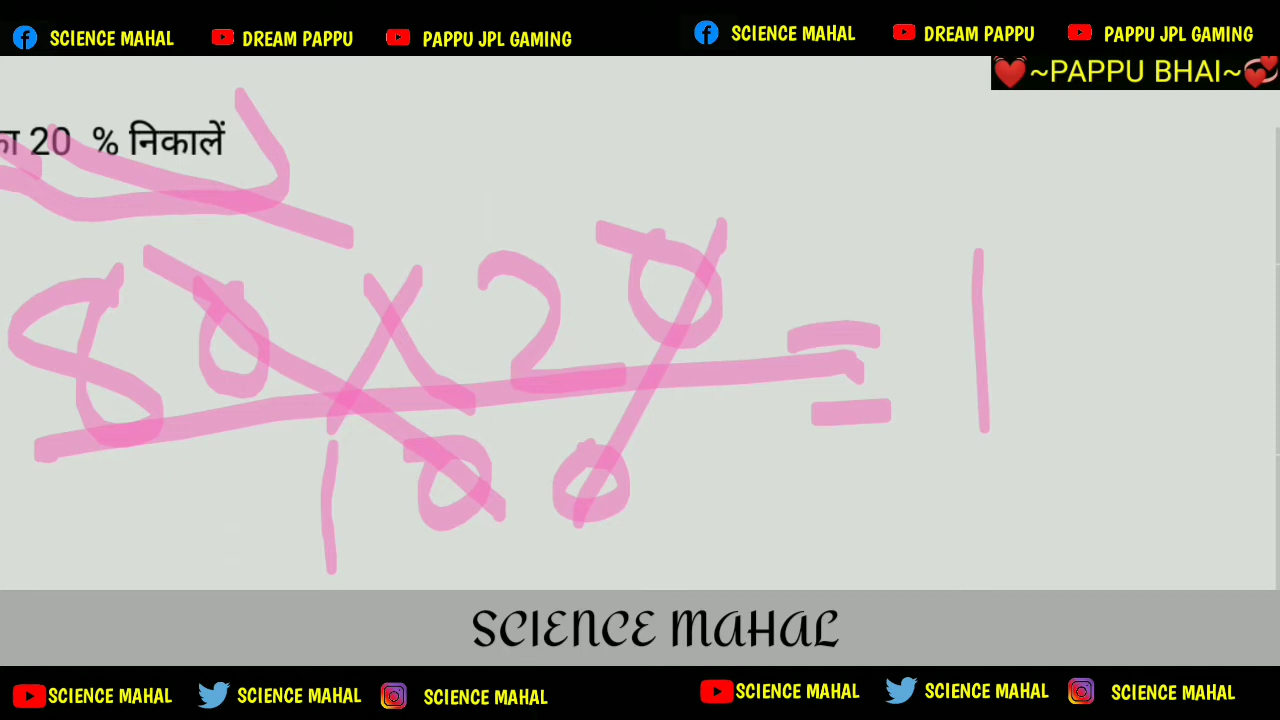 SCIENCE MAHAL DREAM PAPPU PAPPU JPL GAMING SCIENCE MAHAL DREAM PAPPU PAPPU JPL GAMING
~PAPPU BHAI~
का 20 % निकालें
80 × 20 = 1
100
SCIENCE MAHAL
SCIENCE MAHAL SCIENCE MAHAL SCIENCE MAHAL SCIENCE MAHAL SCIENCE MAHAL SCIENCE MAHAL